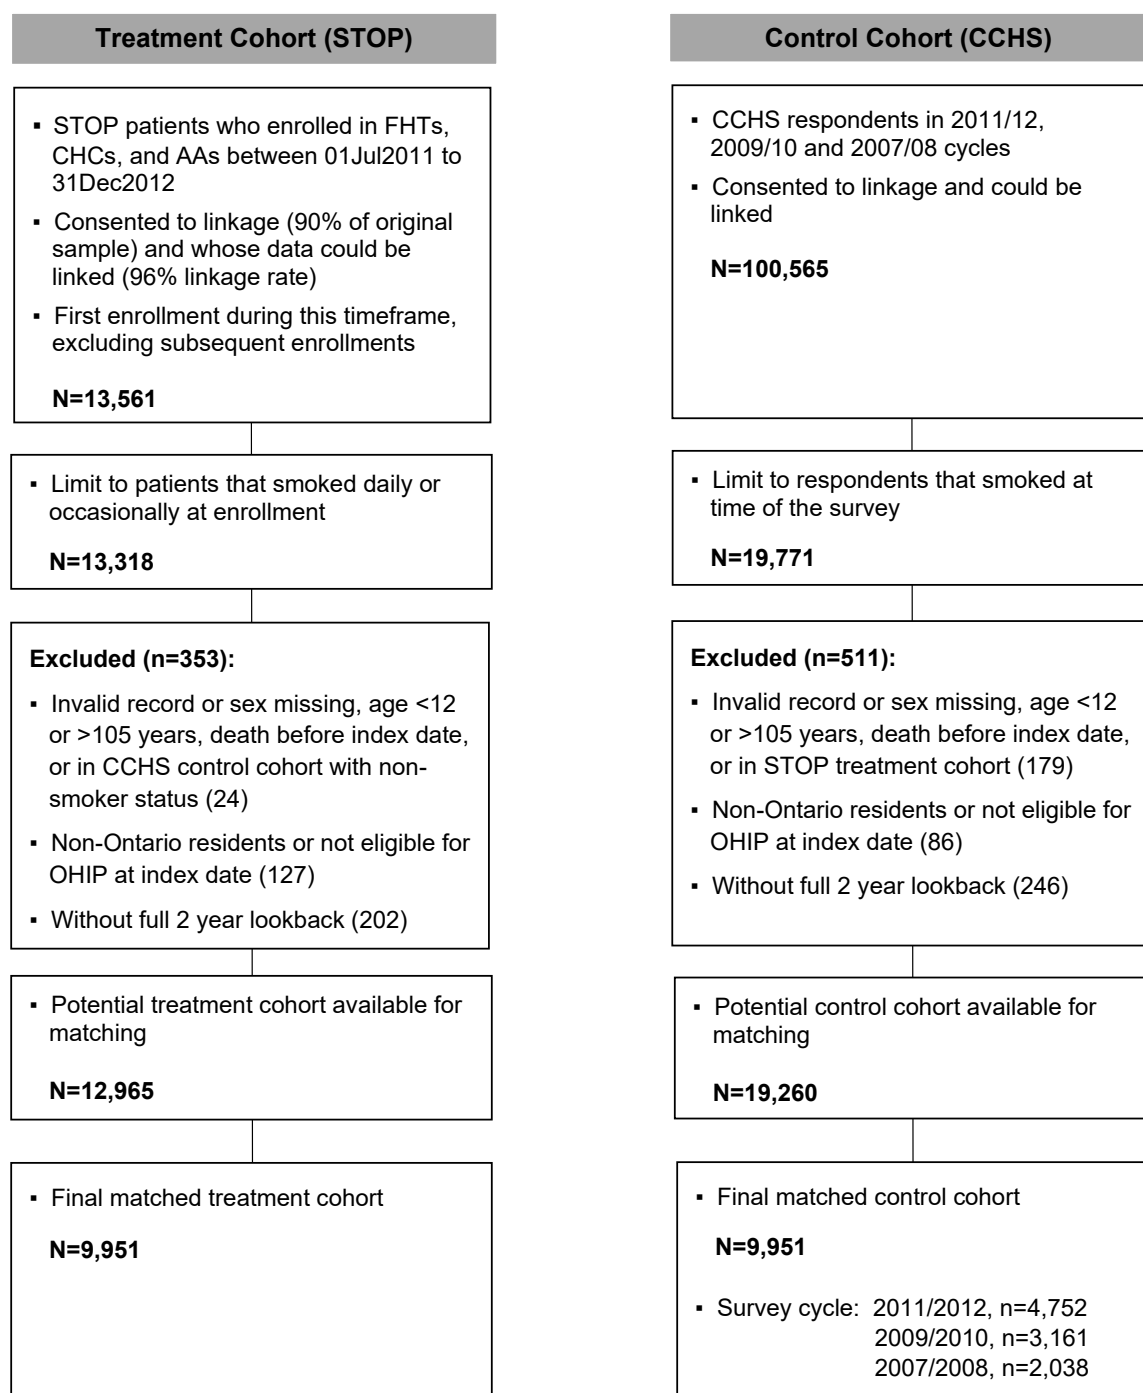 Treatment Cohort (STOP)
▪ STOP patients who enrolled in FHTs,
CHCs, and AAs between 01Jul2011 to
31Dec2012
▪ Consented to linkage (90% of original
sample) and whose data could be
linked (96% linkage rate)
▪ First enrollment during this timeframe,
excluding subsequent enrollments
N=13,561
▪ Limit to patients that smoked daily or
occasionally at enrollment
N=13,318
Excluded (n=353):
▪ Invalid record or sex missing, age <12
or >105 years, death before index date,
or in CCHS control cohort with non-
smoker status (24)
▪ Non-Ontario residents or not eligible for
OHIP at index date (127)
▪ Without full 2 year lookback (202)
▪ Potential treatment cohort available for
matching
N=12,965
▪ Final matched treatment cohort
N=9,951
Control Cohort (CCHS)
▪ CCHS respondents in 2011/12,
2009/10 and 2007/08 cycles
▪ Consented to linkage and could be
linked
N=100,565
▪ Limit to respondents that smoked at
time of the survey
N=19,771
Excluded (n=511):
▪ Invalid record or sex missing, age <12
or >105 years, death before index date,
or in STOP treatment cohort (179)
▪ Non-Ontario residents or not eligible for
OHIP at index date (86)
▪ Without full 2 year lookback (246)
▪ Potential control cohort available for
matching
N=19,260
▪ Final matched control cohort
N=9,951
▪ Survey cycle: 2011/2012, n=4,752
2009/2010, n=3,161
2007/2008, n=2,038